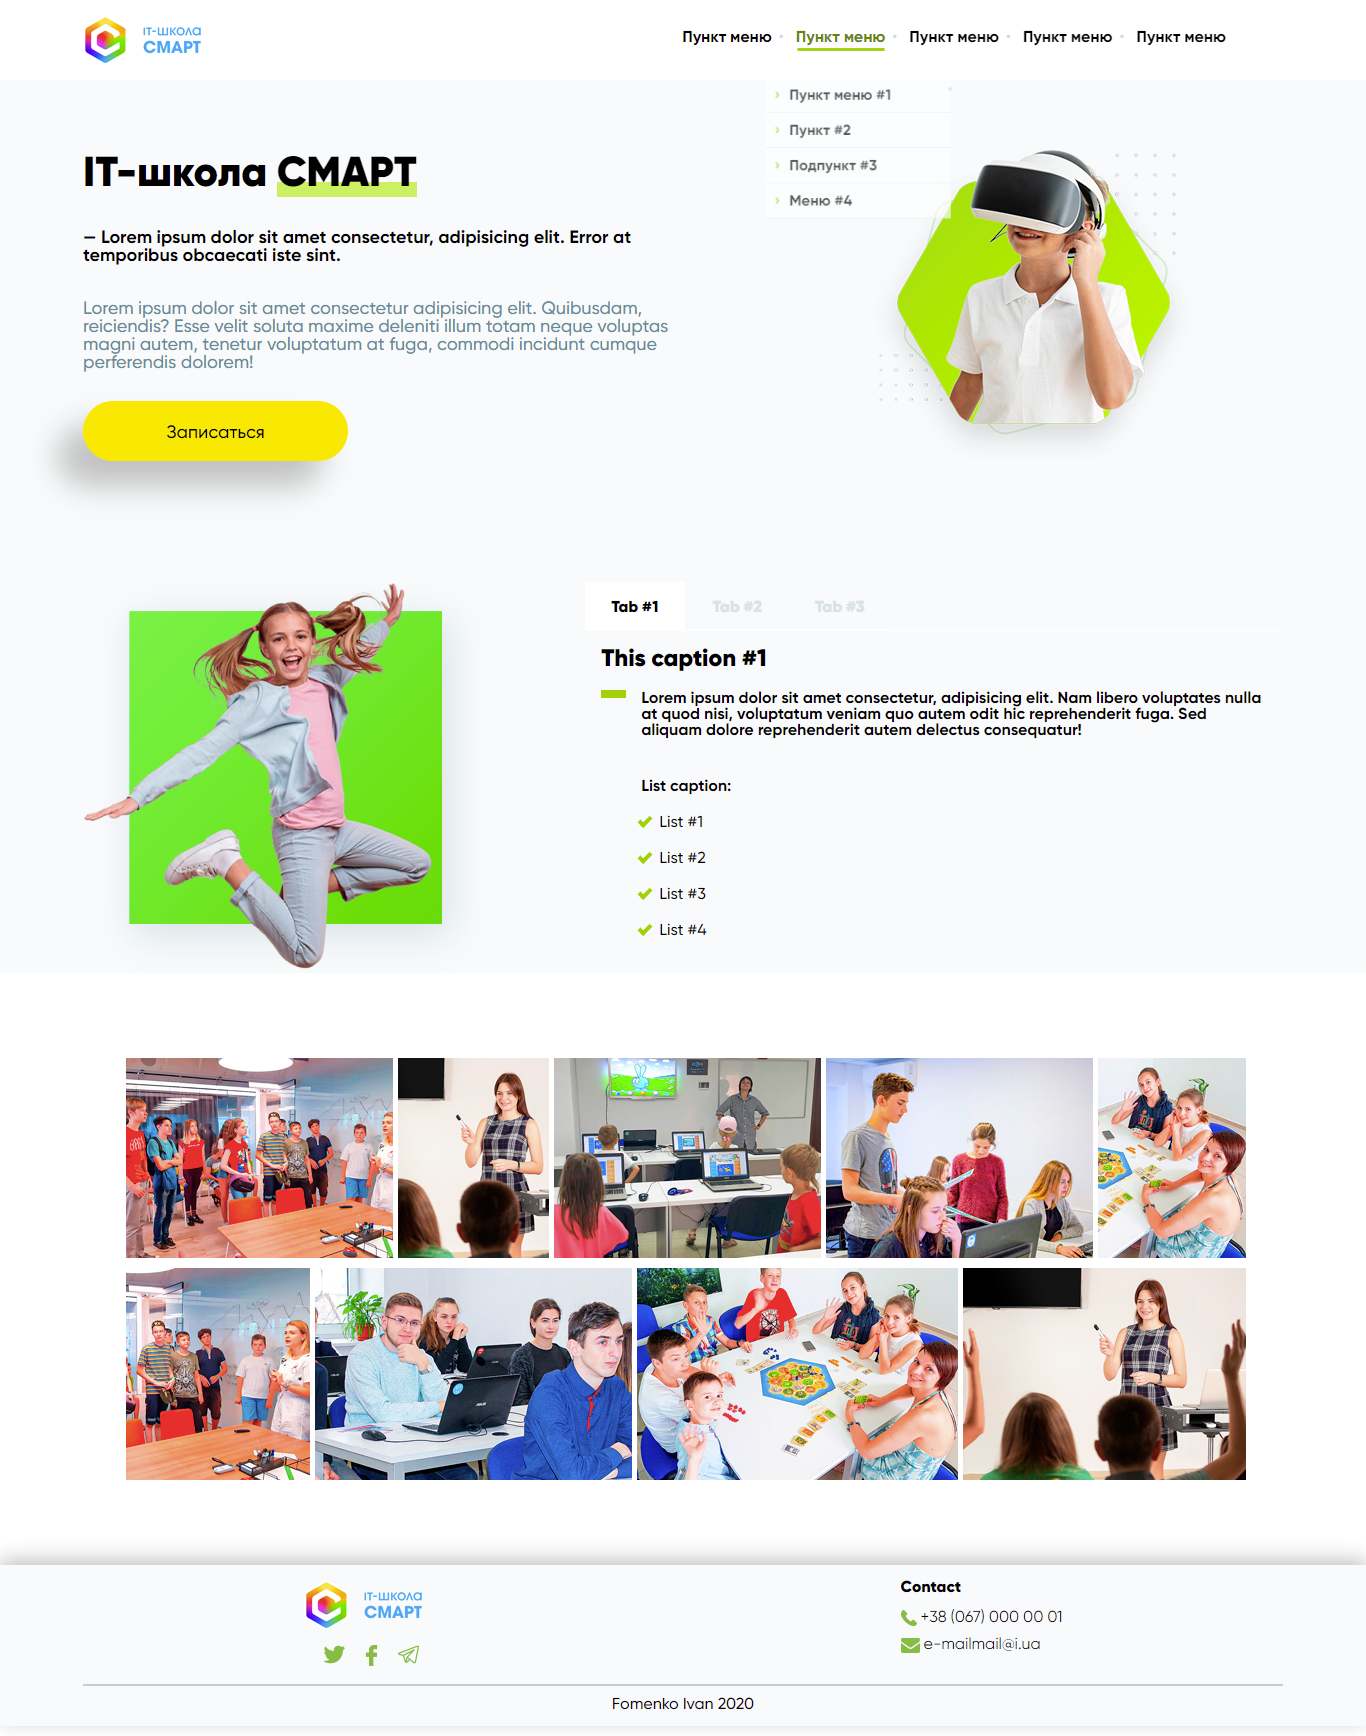 ІТ-ШКОЛА
СМАРТ
Пункт меню
Пункт меню
Пункт меню
Пункт меню
Пункт меню
Пункт меню #1
Пункт #2
Подпункт #3
Меню #4
IT-школа СМАРТ
— Lorem ipsum dolor sit amet consectetur, adipisicing elit. Error at
temporibus obcaecati iste sint.
Lorem ipsum dolor sit amet consectetur adipisicing elit. Quibusdam,
reiciendis? Esse velit soluta maxime deleniti illum totam neque voluptas
magni autem, tenetur voluptatum at fuga, commodi incidunt cumque
perferendis dolorem!
Записаться
Tab #1
Tab #2
Tab #3
This caption #1
Lorem ipsum dolor sit amet consectetur, adipisicing elit. Nam libero voluptates nulla
at quod nisi, voluptatum veniam quo autem odit hic reprehenderit fuga. Sed
aliquam dolore reprehenderit autem delectus consequatur!
List caption:
List #1
List #2
List #3
List #4
ІТ-ШКОЛА
СМАРТ
Contact
+38 (067) 000 00 01
e-mailmail@i.ua
Fomenko Ivan 2020